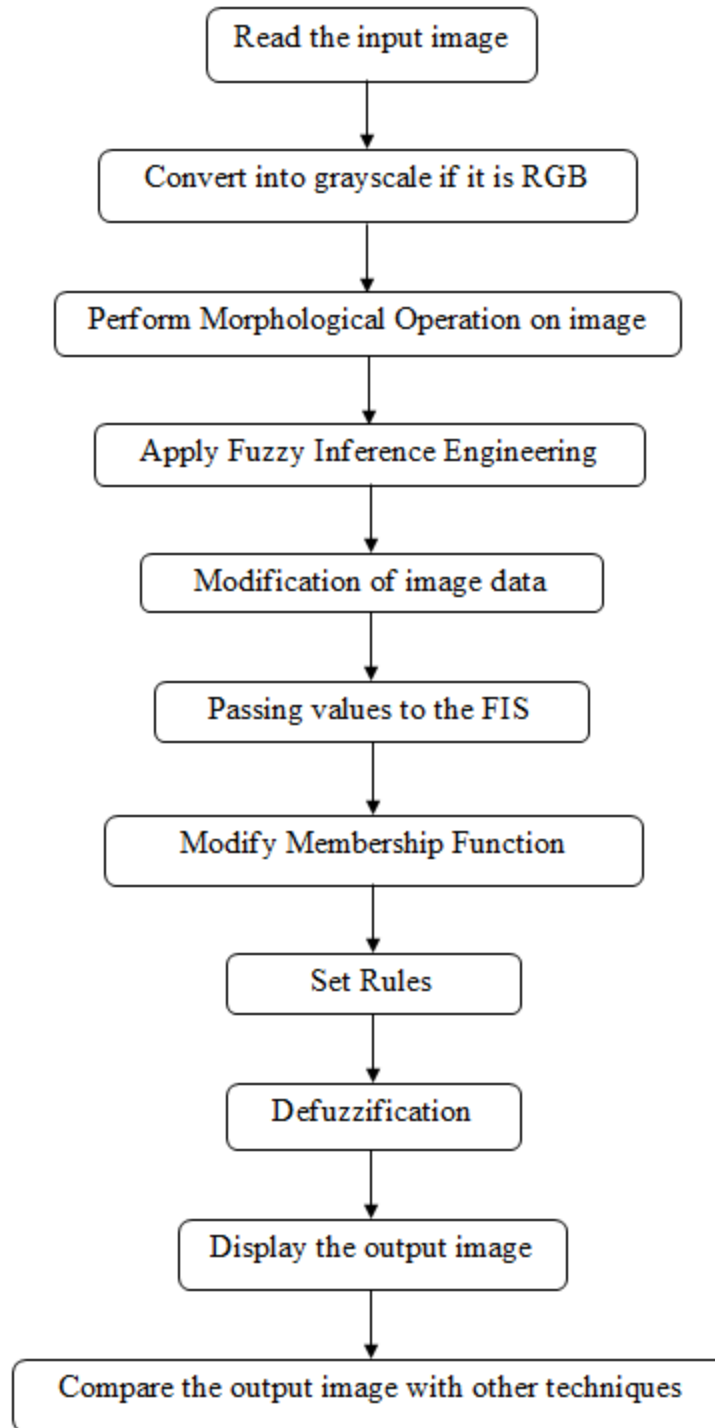 Read the input image
Convert into grayscale if it is RGB
Perform Morphological Operation on image
Apply Fuzzy Inference Engineering
Modification of image data
Passing values to the FIS
Modify Membership Function
Set Rules
Defuzzification
Display the output image
Compare the output image with other techniques